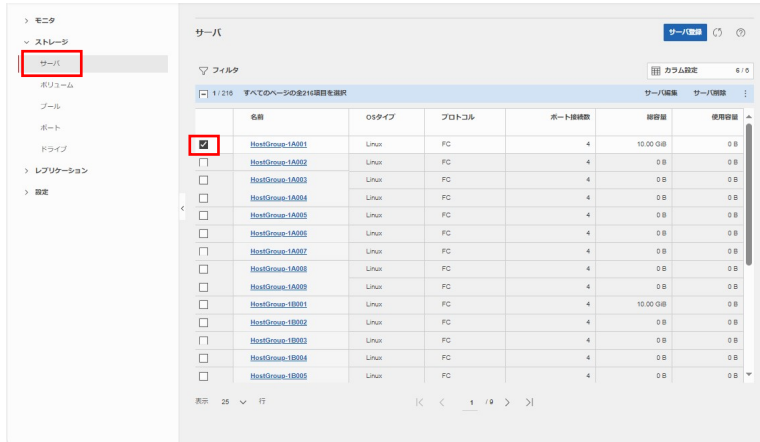 モニタ
ストレージ
サーバ
ボリューム
プール
ポート
ドライブ
レプリケーション
設定
サーバ
サーバ登録
フィルタ
カラム設定 6/6
1/216 すべてのページの全216項目を選択 サーバ編集 サーバ削除
名前 OSタイプ プロトコル ポート接続数 総容量 使用容量
HostGroup-1A001 Linux FC 4 10.00 GiB 0 B
HostGroup-1A002 Linux FC 4 0 B 0 B
HostGroup-1A003 Linux FC 4 0 B 0 B
HostGroup-1A004 Linux FC 4 0 B 0 B
HostGroup-1A005 Linux FC 4 0 B 0 B
HostGroup-1A006 Linux FC 4 0 B 0 B
HostGroup-1A007 Linux FC 4 0 B 0 B
HostGroup-1A008 Linux FC 4 0 B 0 B
HostGroup-1A009 Linux FC 4 0 B 0 B
HostGroup-1B001 Linux FC 4 10.00 GiB 0 B
HostGroup-1B002 Linux FC 4 0 B 0 B
HostGroup-1B003 Linux FC 4 0 B 0 B
HostGroup-1B004 Linux FC 4 0 B 0 B
HostGroup-1B005 Linux FC 4 0 B 0 B
表示 25 行 1 /9